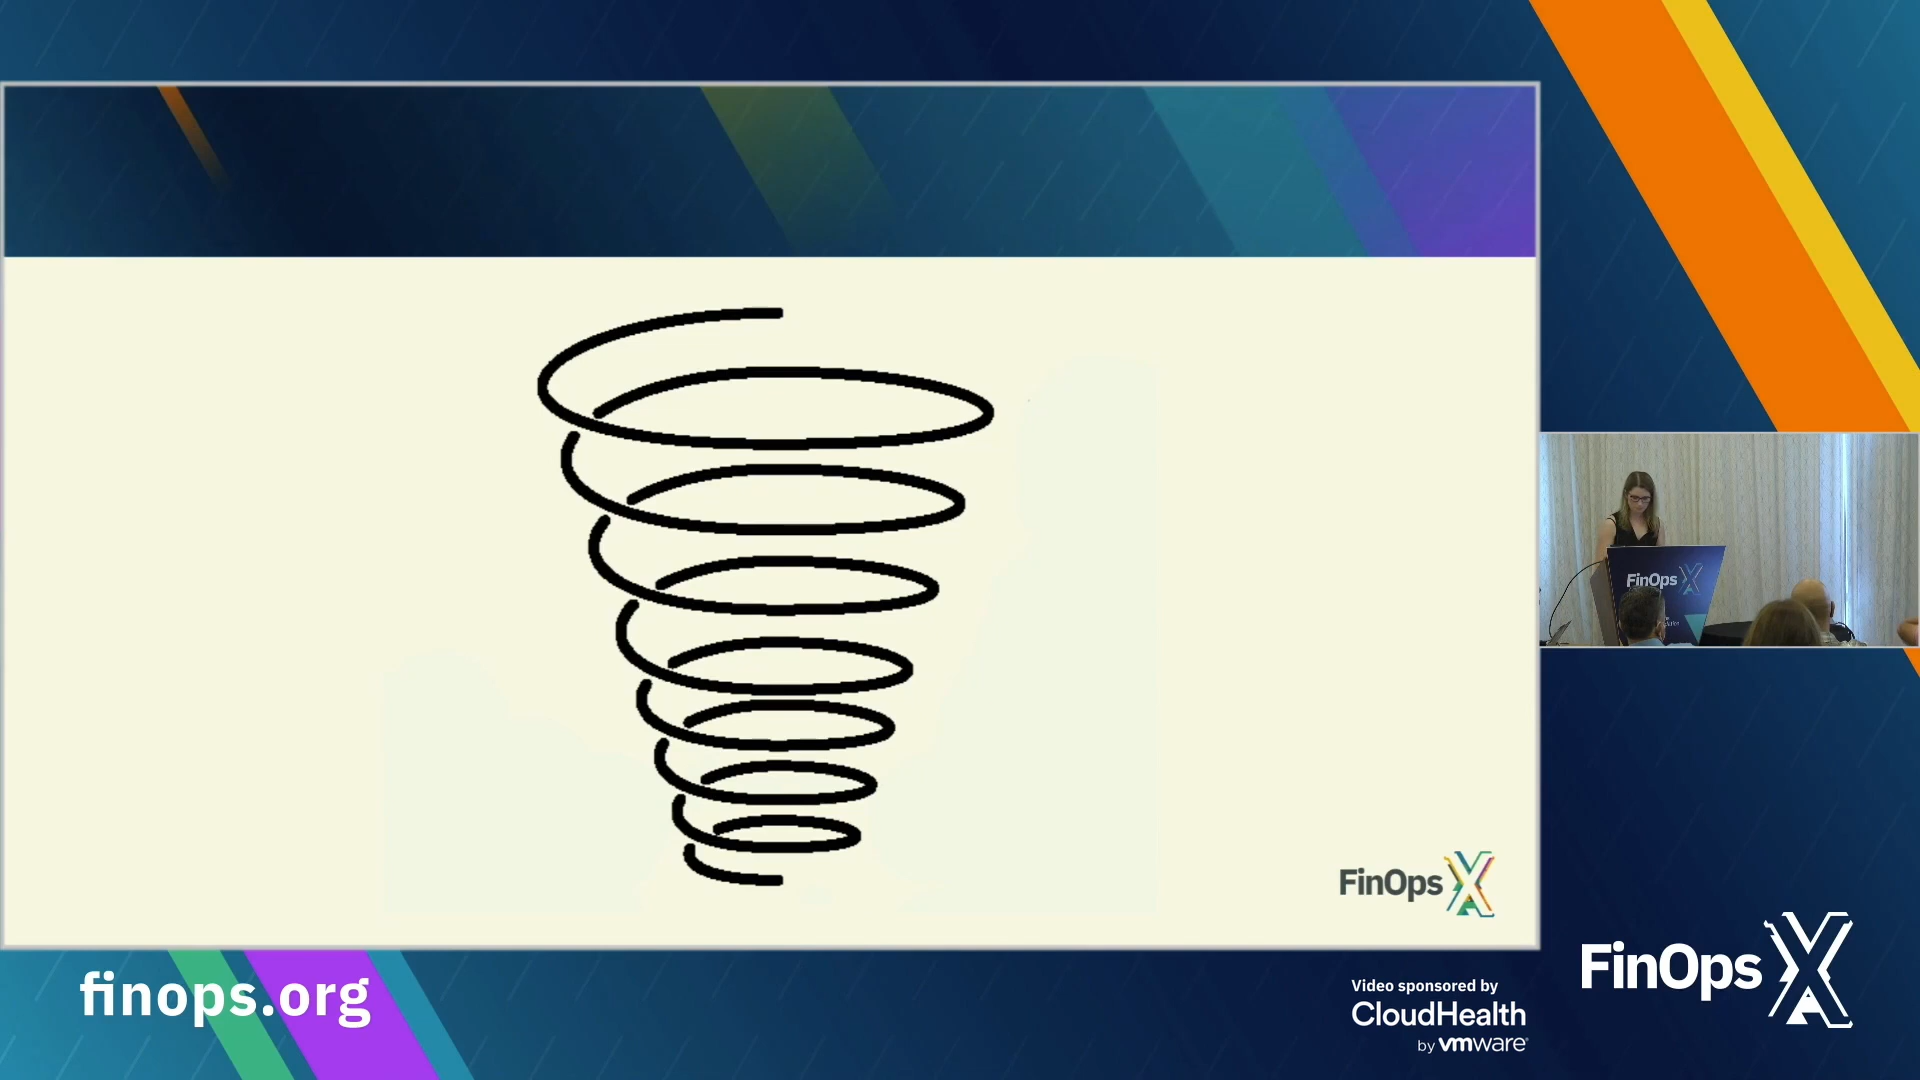 FinOps X
FinOps X
finops.org
Video sponsored by
CloudHealth
by vmware
FinOps X